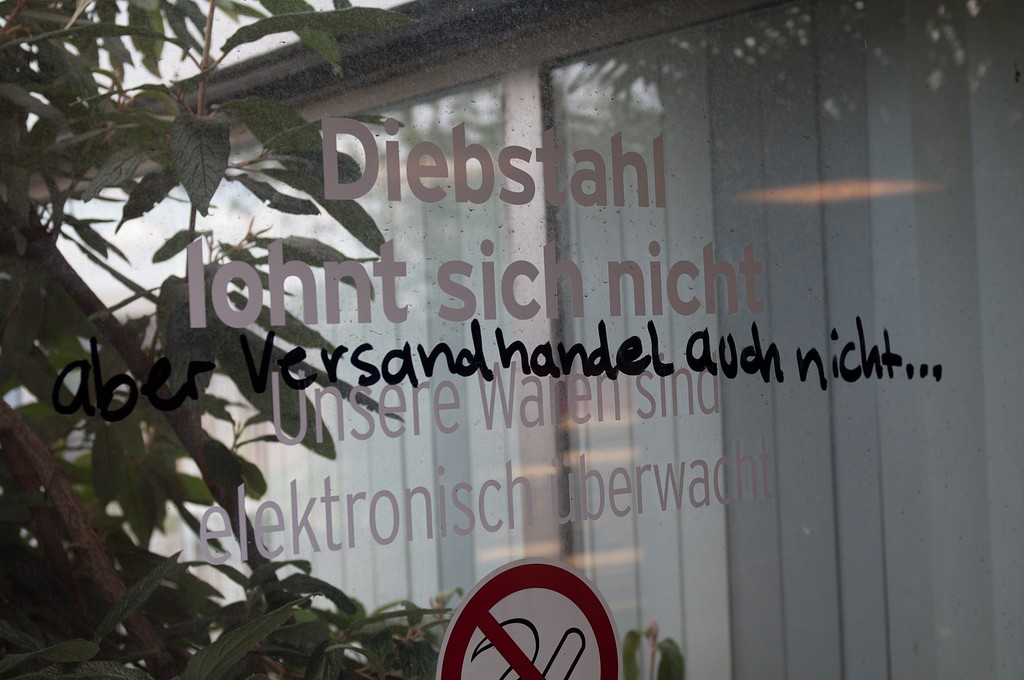 Diebstahl
lohnt sich nicht
aber Versandhandel auch nicht...
Unsere Waren sind
elektronisch überwacht